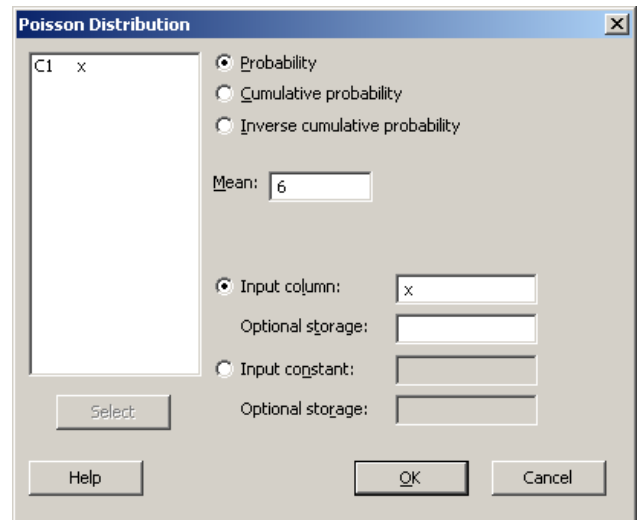 Poisson Distribution
C1 x
Probability
Cumulative probability
Inverse cumulative probability
Mean: 6
Input column: x
Optional storage:
Input constant:
Optional storage:
Select
Help
OK
Cancel